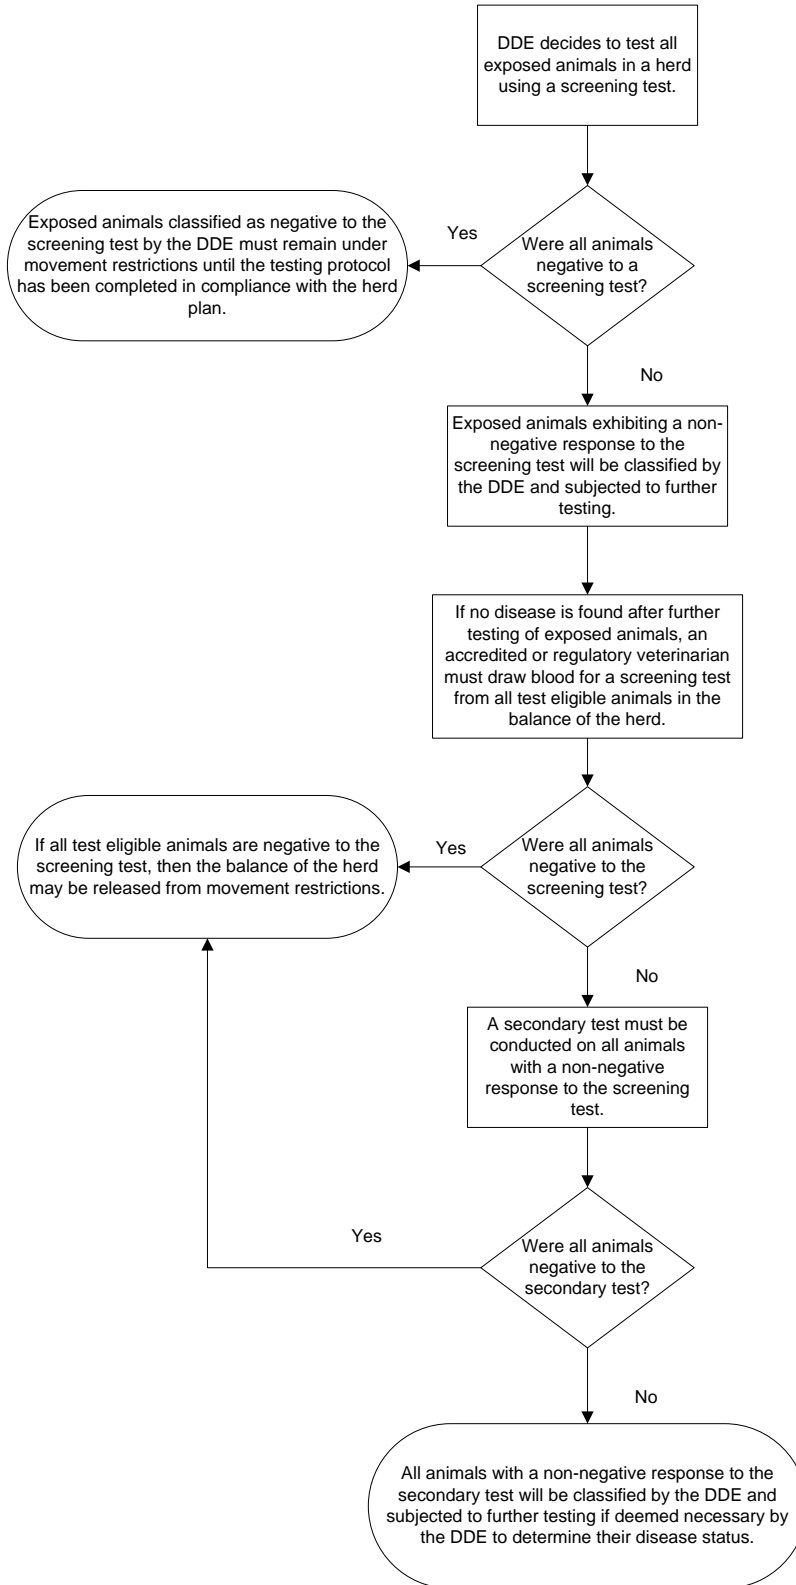 DDE decides to test all
exposed animals in a herd
using a screening test.
Were all animals
negative to a
screening test?
Yes
Exposed animals classified as negative to the
screening test by the DDE must remain under
movement restrictions until the testing protocol
has been completed in compliance with the herd
plan.
No
Exposed animals exhibiting a non-
negative response to the
screening test will be classified by
the DDE and subjected to further
testing.
If no disease is found after further
testing of exposed animals, an
accredited or regulatory veterinarian
must draw blood for a screening test
from all test eligible animals in the
balance of the herd.
Were all animals
negative to the
screening test?
Yes
If all test eligible animals are negative to the
screening test, then the balance of the herd
may be released from movement restrictions.
No
A secondary test must be
conducted on all animals
with a non-negative
response to the screening
test.
Were all animals
negative to the
secondary test?
Yes
No
All animals with a non-negative response to the
secondary test will be classified by the DDE and
subjected to further testing if deemed necessary by
the DDE to determine their disease status.